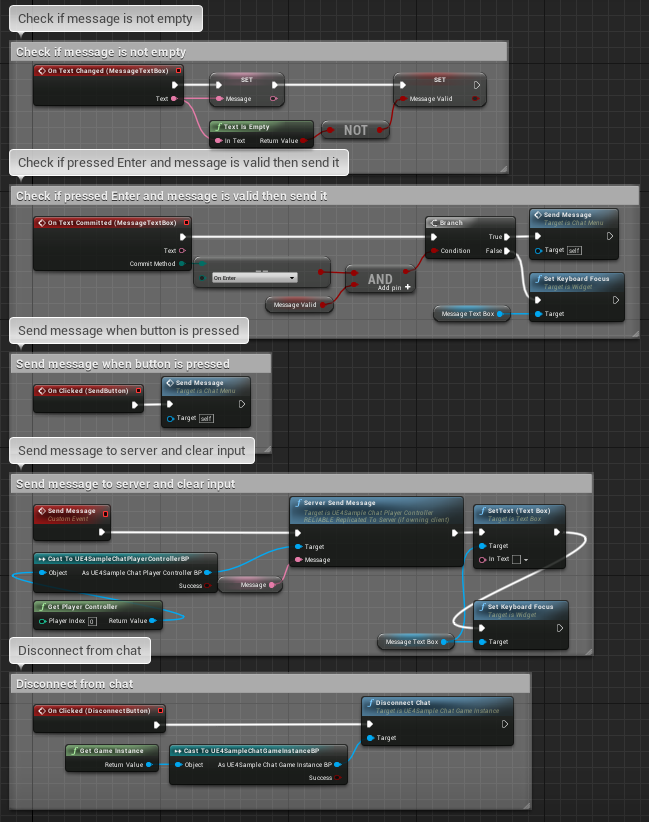 Check if message is not empty
Check if message is not empty
On Text Changed (MessageTextBox)
Text
SET
Message
SET
Message Valid
Text Is Empty
In Text
Return Value
NOT
Check if pressed Enter and message is valid then send it
Check if pressed Enter and message is valid then send it
On Text Committed (MessageTextBox)
Text
Commit Method
==
On Enter
Message Valid
AND
Add pin +
Branch
Condition
True
False
Send Message
Target is Chat Menu
Target self
Set Keyboard Focus
Target is Widget
Target
Message Text Box
Send message when button is pressed
Send message when button is pressed
On Clicked (SendButton)
Send Message
Target is Chat Menu
Target self
Send message to server and clear input
Send message to server and clear input
Send Message
Custom Event
Cast To UE4SampleChatPlayerControllerBP
Object
As UE4Sample Chat Player Controller BP
Success
Get Player Controller
Player Index 0
Return Value
Message
Server Send Message
Target is UE4Sample Chat Player Controller
RELIABLE Replicated To Server (if owning client)
Target
Message
SetText (Text Box)
Target is Text Box
Target
In Text
Set Keyboard Focus
Target is Widget
Target
Message Text Box
Disconnect from chat
Disconnect from chat
On Clicked (DisconnectButton)
Get Game Instance
Return Value
Cast To UE4SampleChatGameInstanceBP
Object
As UE4Sample Chat Game Instance BP
Success
Disconnect Chat
Target is UE4Sample Chat Game Instance
Target